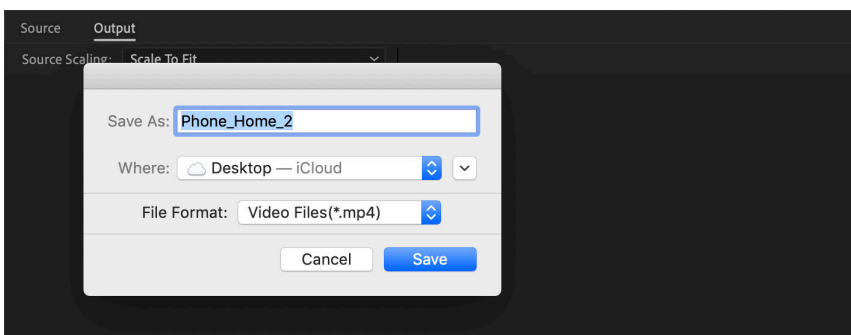 Source Output
Source Scaling: Scale To Fit
Save As: Phone_Home_2
Where: Desktop — iCloud
File Format: Video Files(*.mp4)
Cancel Save